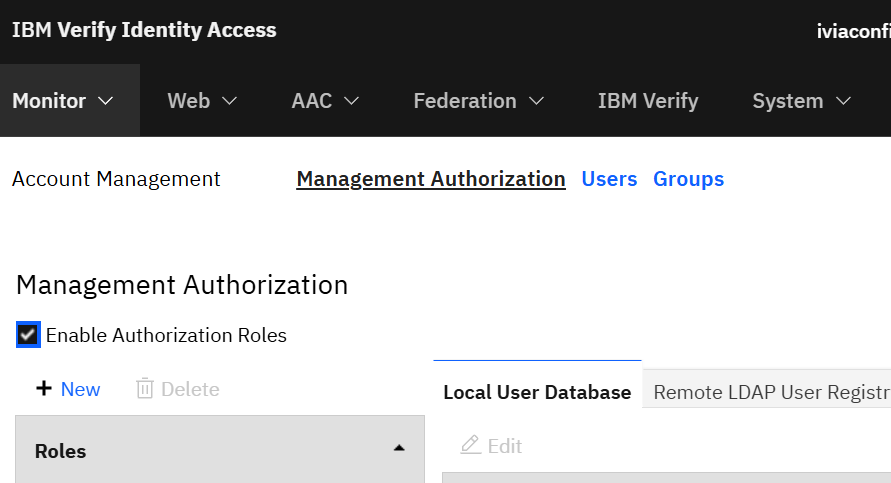 IBM Verify Identity Access
iviaconfi
Monitor Web AAC Federation IBM Verify System
Account Management Management Authorization Users Groups
Management Authorization
Enable Authorization Roles
+ New Delete
Local User Database Remote LDAP User Registr
Edit
Roles